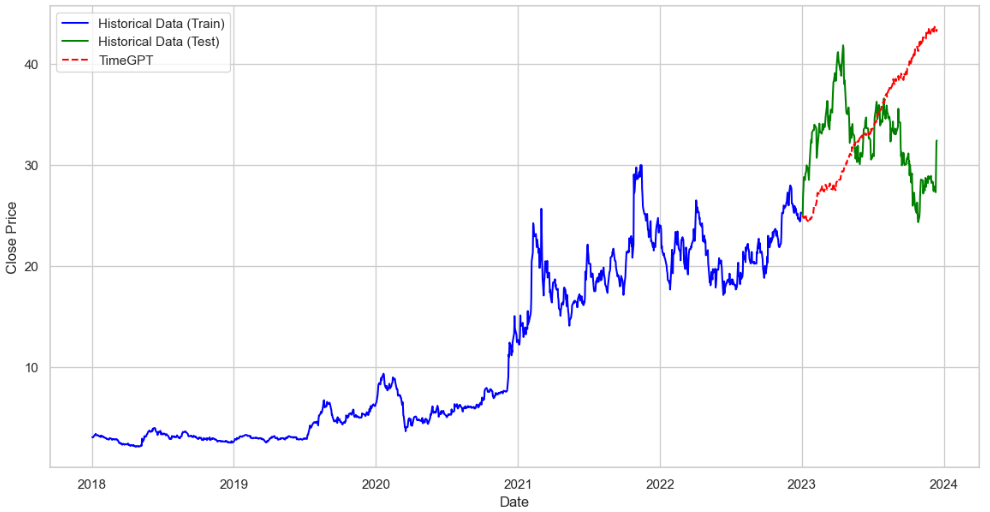 Historical Data (Train)
Historical Data (Test)
TimeGPT
40
30
20
10
Close Price
2018 2019 2020 2021 2022 2023 2024
Date